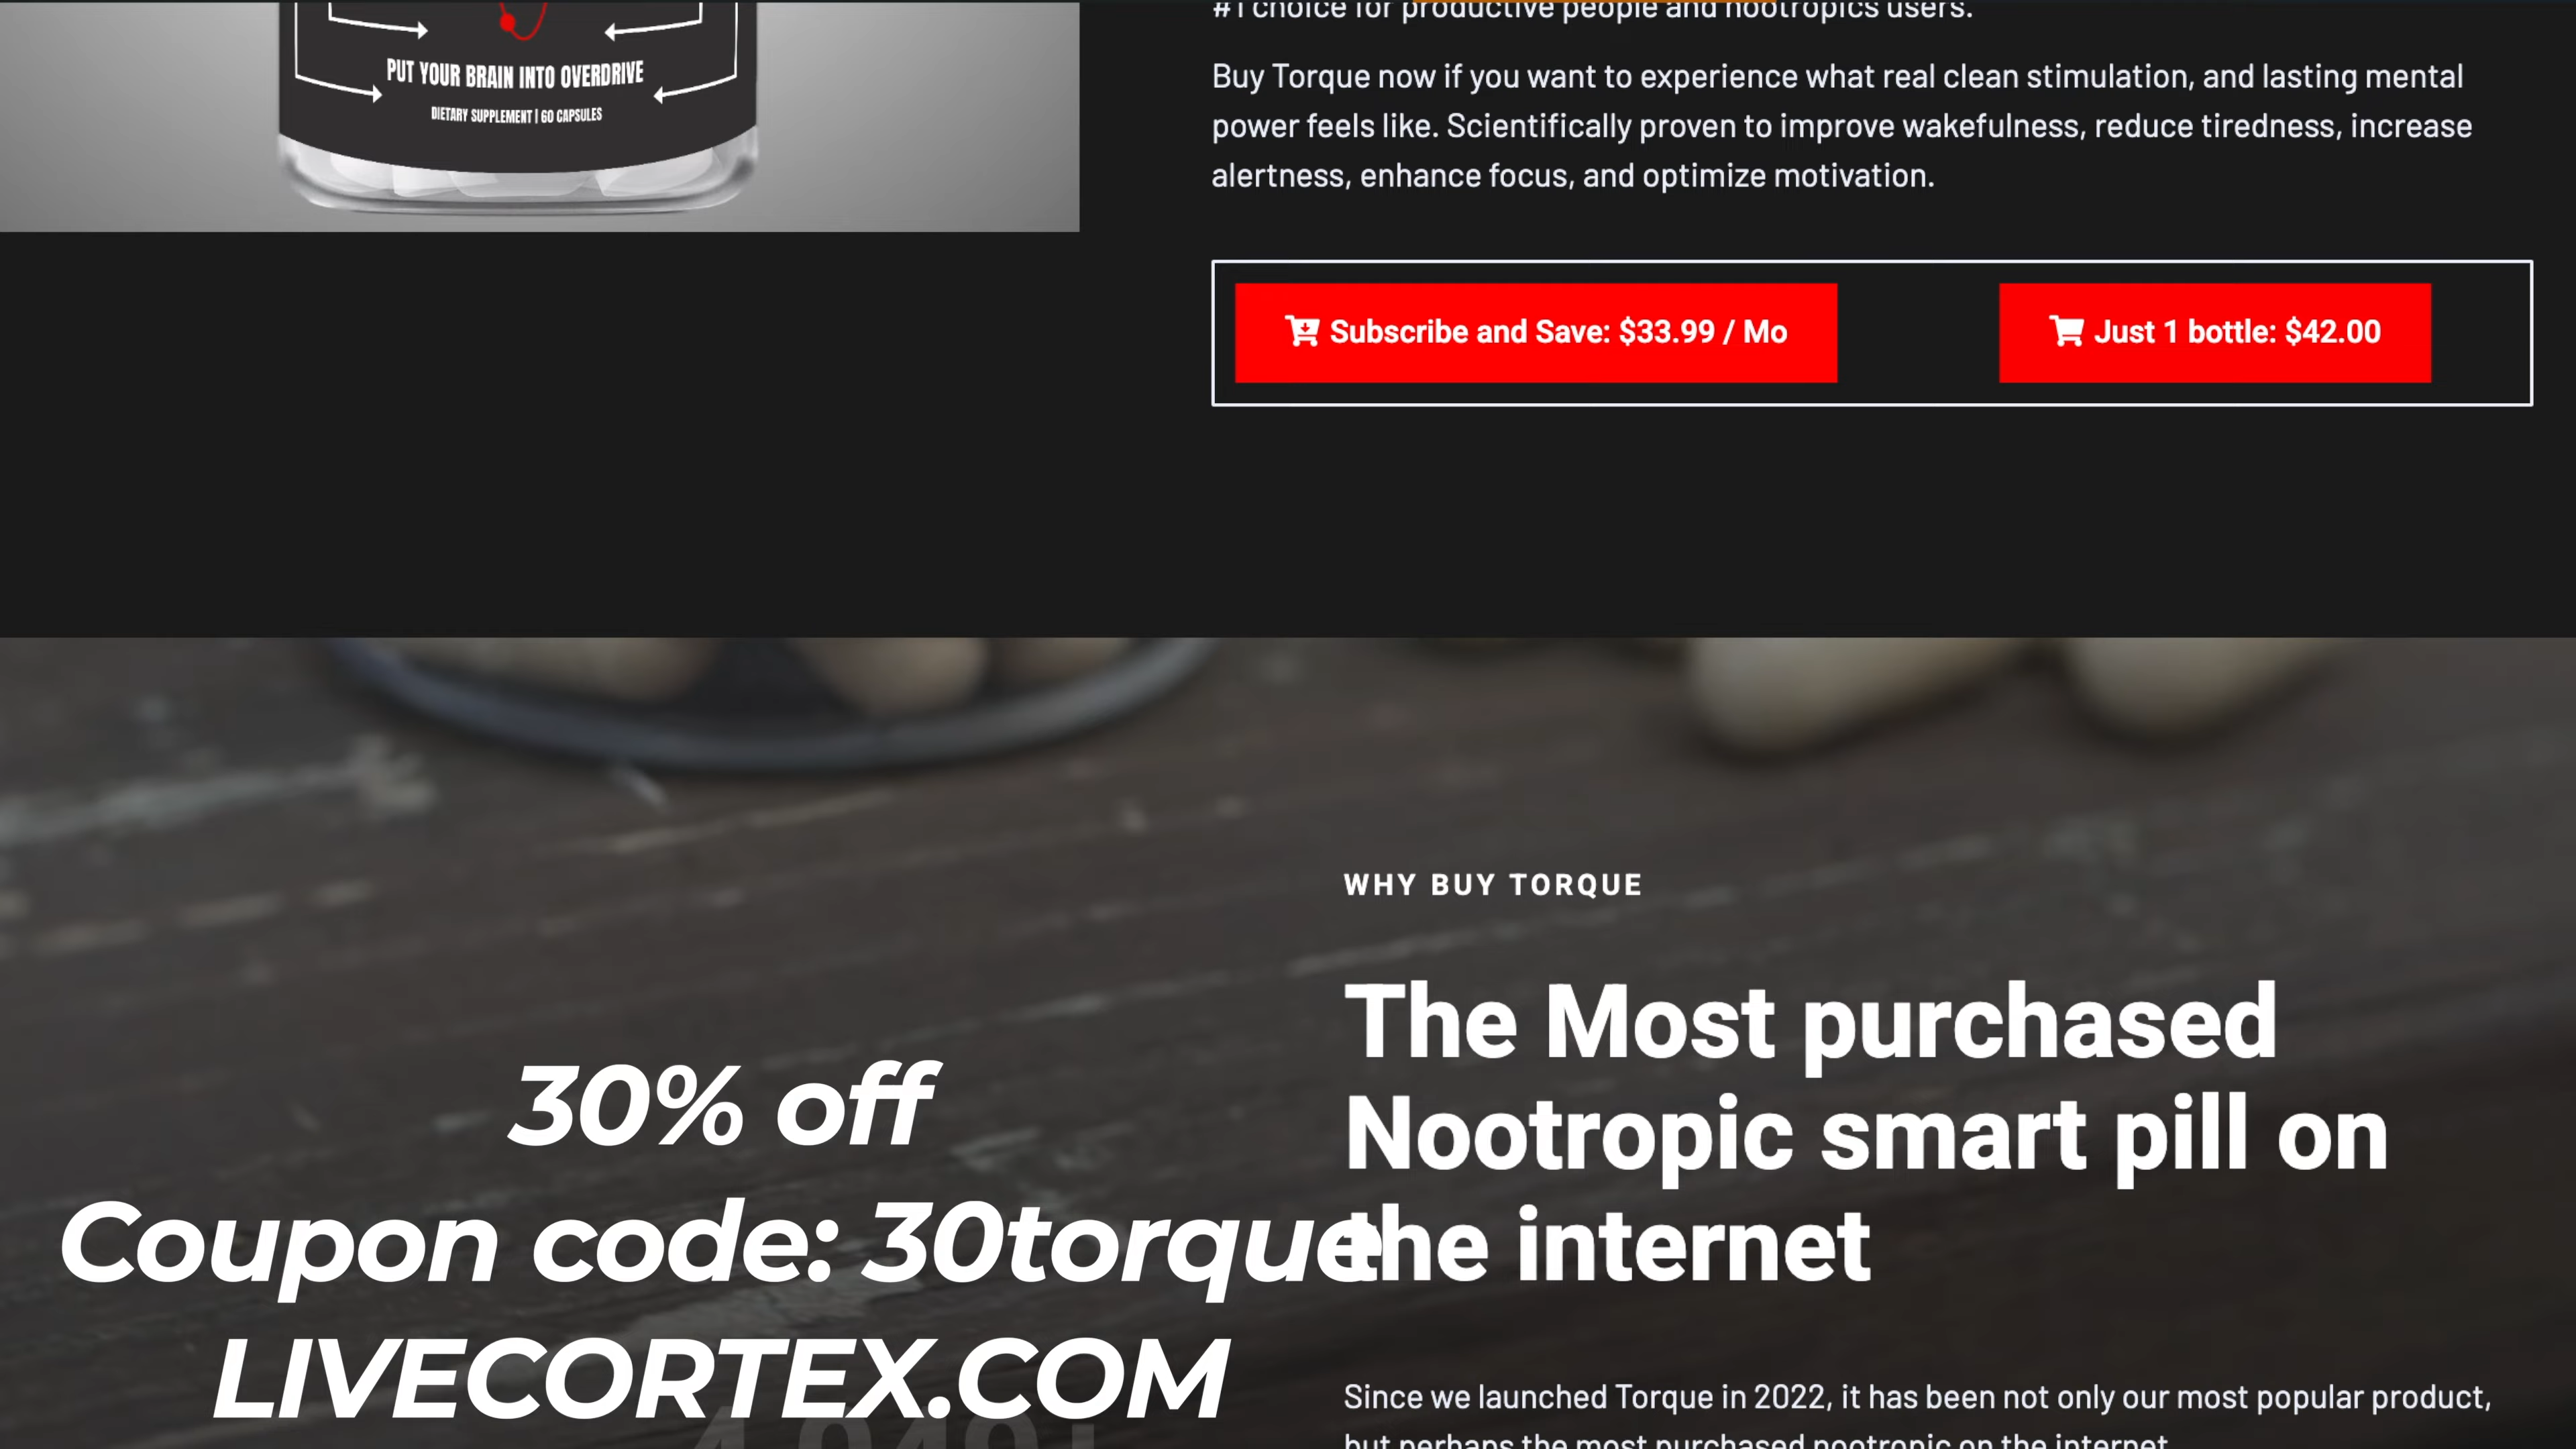 PUT YOUR BRAIN INTO OVERDRIVE
DIETARY SUPPLEMENT | 60 CAPSULES
#1 choice for productive people and nootropics users.
Buy Torque now if you want to experience what real clean stimulation, and lasting mental
power feels like. Scientifically proven to improve wakefulness, reduce tiredness, increase
alertness, enhance focus, and optimize motivation.
Subscribe and Save: $33.99 / Mo
Just 1 bottle: $42.00
WHY BUY TORQUE
The Most purchased
Nootropic smart pill on
the internet
30% off
Coupon code: 30torque
LIVECORTEX.COM
Since we launched Torque in 2022, it has been not only our most popular product,
but perhaps the most purchased nootropic on the internet